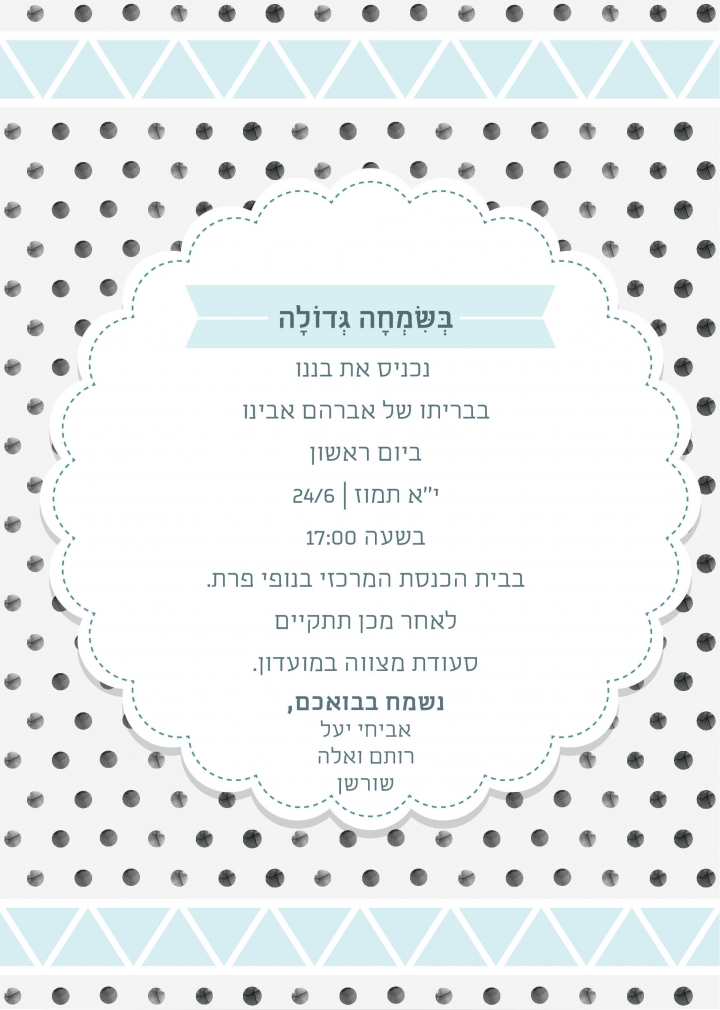 בְּשִּׂמְחָה גְּדוֹלָה
נכניס את בננו
בבריתו של אברהם אבינו
ביום ראשון
י״א תמוז | 24/6
בשעה 17:00
בבית הכנסת המרכזי בנופי פרת.
לאחר מכן תתקיים
סעודת מצווה במועדון.
נשמח בבואכם,
אביחי יעל
רותם ואלה
שורשן